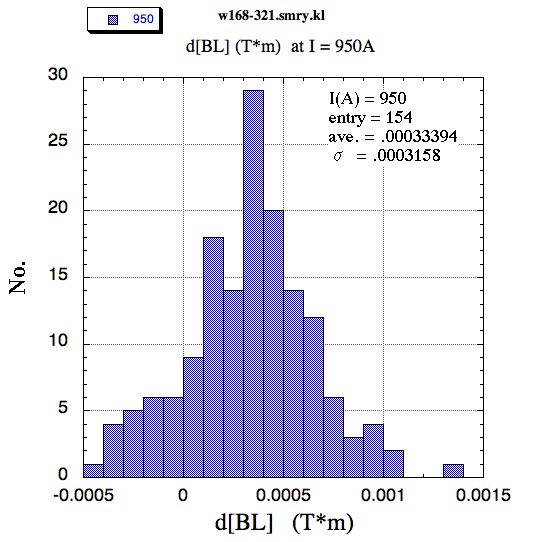 950
w168-321.smry.kl
d[BL] (T*m) at I = 950A
I(A) = 950
entry = 154
ave. = .00033394
σ = .0003158
30
25
20
15
10
5
0
No.
-0.0005 0 0.0005 0.001 0.0015
d[BL] (T*m)